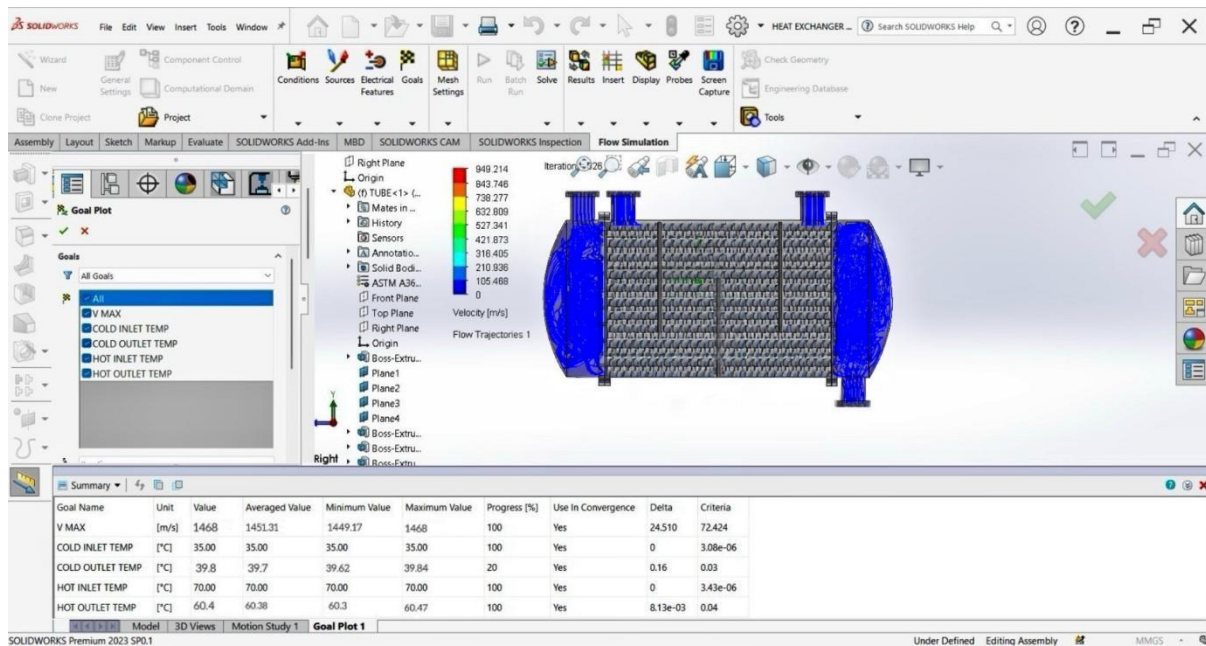 SOLIDWORKS File Edit View Insert Tools Window HEAT EXCHANGER ... Search SOLIDWORKS Help
Wizard General Settings Component Control Conditions Sources Electrical Features Goals Mesh Settings Run Batch Run Solve Results Insert Display Probes Screen Capture Check Geometry
New Computational Domain Engineering Database
Clone Project Project Tools
Assembly Layout Sketch Markup Evaluate SOLIDWORKS Add-Ins MBD SOLIDWORKS CAM SOLIDWORKS Inspection Flow Simulation
Goal Plot
Goals
All Goals
All
V MAX
COLD INLET TEMP
COLD OUTLET TEMP
HOT INLET TEMP
HOT OUTLET TEMP
Right Plane
Origin
(f) TUBE<1> (...
Mates in ...
History
Sensors
Annotatio...
Solid Bodi...
ASTM A36...
Front Plane
Top Plane
Right Plane
Origin
Boss-Extru...
Plane1
Plane2
Plane3
Plane4
Boss-Extru...
Boss-Extru...
Boss-Extru...
949.214
843.746
738.277
632.809
527.341
421.873
316.405
210.936
105.468
0
Velocity [m/s]
Flow Trajectories 1
Y
Right
Summary
Goal Name Unit Value Averaged Value Minimum Value Maximum Value Progress [%] Use In Convergence Delta Criteria
V MAX [m/s] 1468 1451.31 1449.17 1468 100 Yes 24.510 72.424
COLD INLET TEMP [°C] 35.00 35.00 35.00 35.00 100 Yes 0 3.08e-06
COLD OUTLET TEMP [°C] 39.8 39.7 39.62 39.84 20 Yes 0.16 0.03
HOT INLET TEMP [°C] 70.00 70.00 70.00 70.00 100 Yes 0 3.43e-06
HOT OUTLET TEMP [°C] 60.4 60.38 60.3 60.47 100 Yes 8.13e-03 0.04
Model 3D Views Motion Study 1 Goal Plot 1
SOLIDWORKS Premium 2023 SP0.1 Under Defined Editing Assembly MMGS